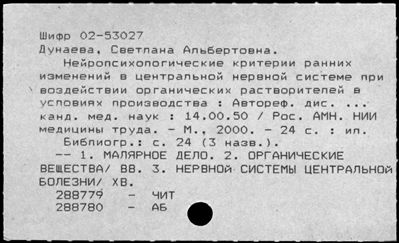 Шифр 02-53027
Дунаева, Светлана Альбертовна.
Нейропсихологические критерии ранних
изменений в центральной нервной системе при
воздействии органических растворителей в
условиях производства : Автореф. дис. ...
канд. мед. наук : 14.00.50 / Рос. АМН. НИИ
медицины труда. - М., 2000. - 24 с. : ил.
Библиогр.: с. 24 (3 назв.).
-- 1. МАЛЯРНОЕ ДЕЛО. 2. ОРГАНИЧЕСКИЕ
ВЕЩЕСТВА/ ВВ. 3. НЕРВНОЙ СИСТЕМЫ ЦЕНТРАЛЬНОЙ
БОЛЕЗНИ/ ХВ.
288779 - ЧИТ
288780 - АБ